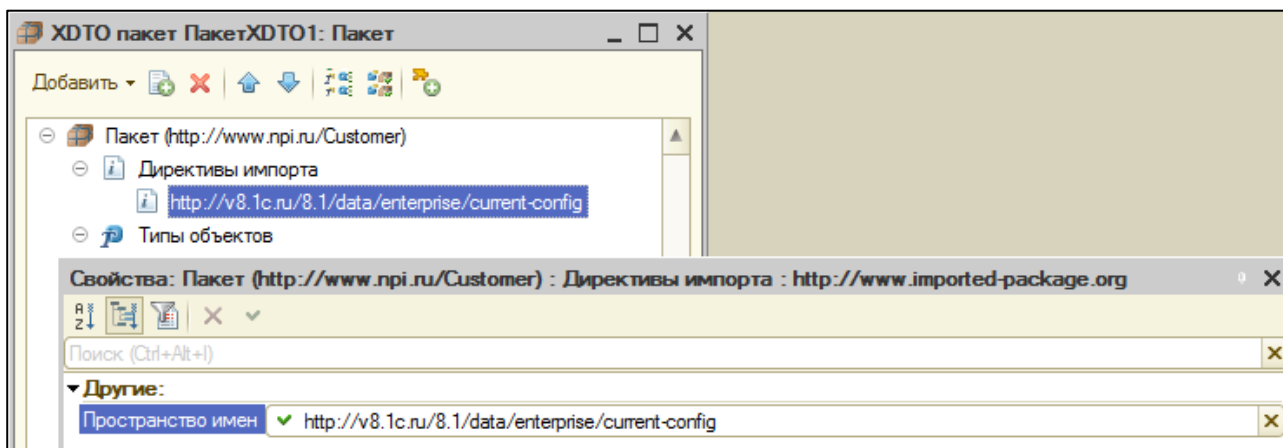 XDTO пакет ПакетXDTO1: Пакет
Добавить
Пакет (http://www.npi.ru/Customer)
Директивы импорта
http://v8.1c.ru/8.1/data/enterprise/current-config
Типы объектов
Свойства: Пакет (http://www.npi.ru/Customer) : Директивы импорта : http://www.imported-package.org
Поиск (Ctrl+Alt+I)
Другие:
Пространство имен http://v8.1c.ru/8.1/data/enterprise/current-config